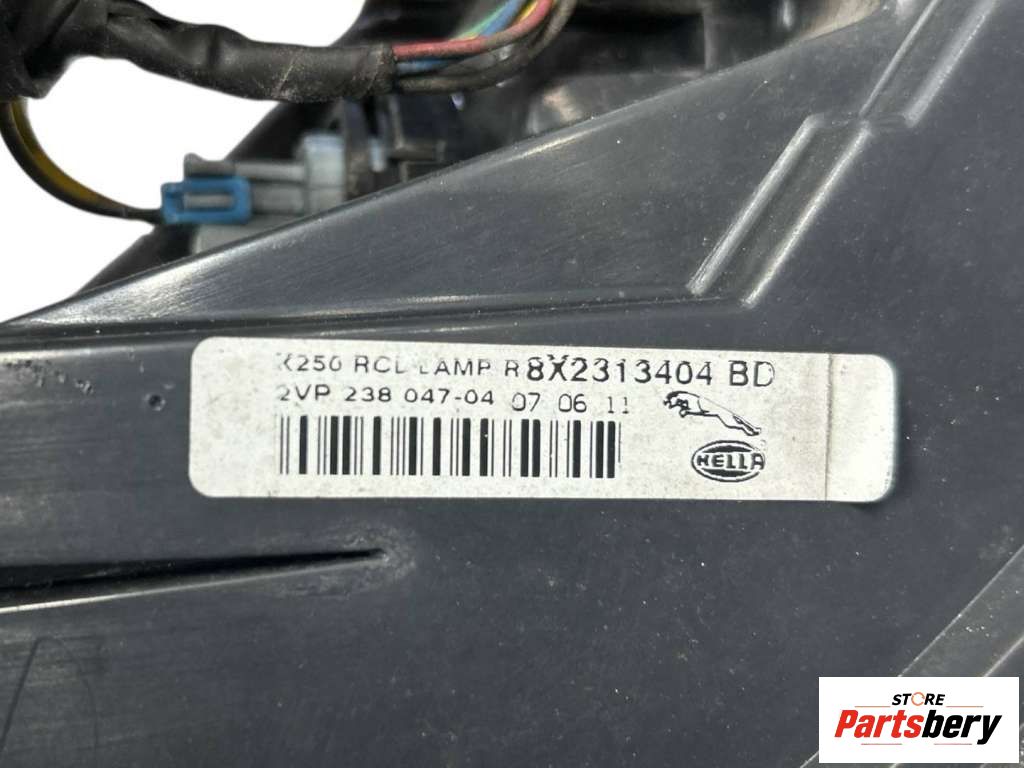 X250 RCL LAMP R 8X2313404 BD
2VP 238 047-04 07 06 11
HELLA
STORE
Partsbery